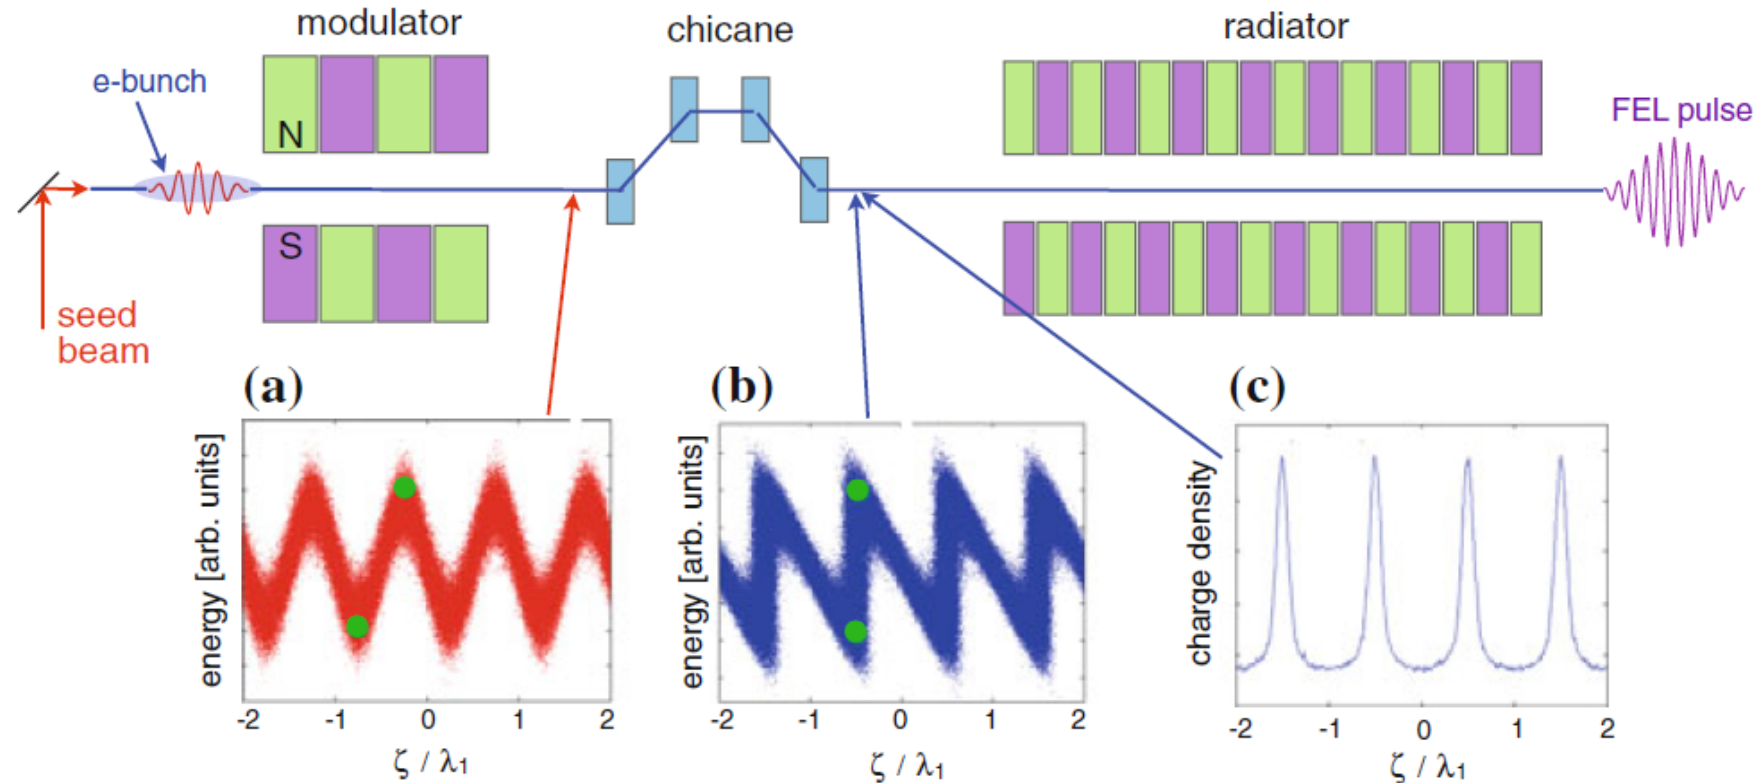 modulator
chicane
radiator
e-bunch
N
FEL pulse
S
seed
beam
(a)
(b)
(c)
energy [arb. units]
-2 -1 0 1 2
ζ / λ1
energy [arb. units]
-2 -1 0 1 2
ζ / λ1
charge density
-2 -1 0 1 2
ζ / λ1